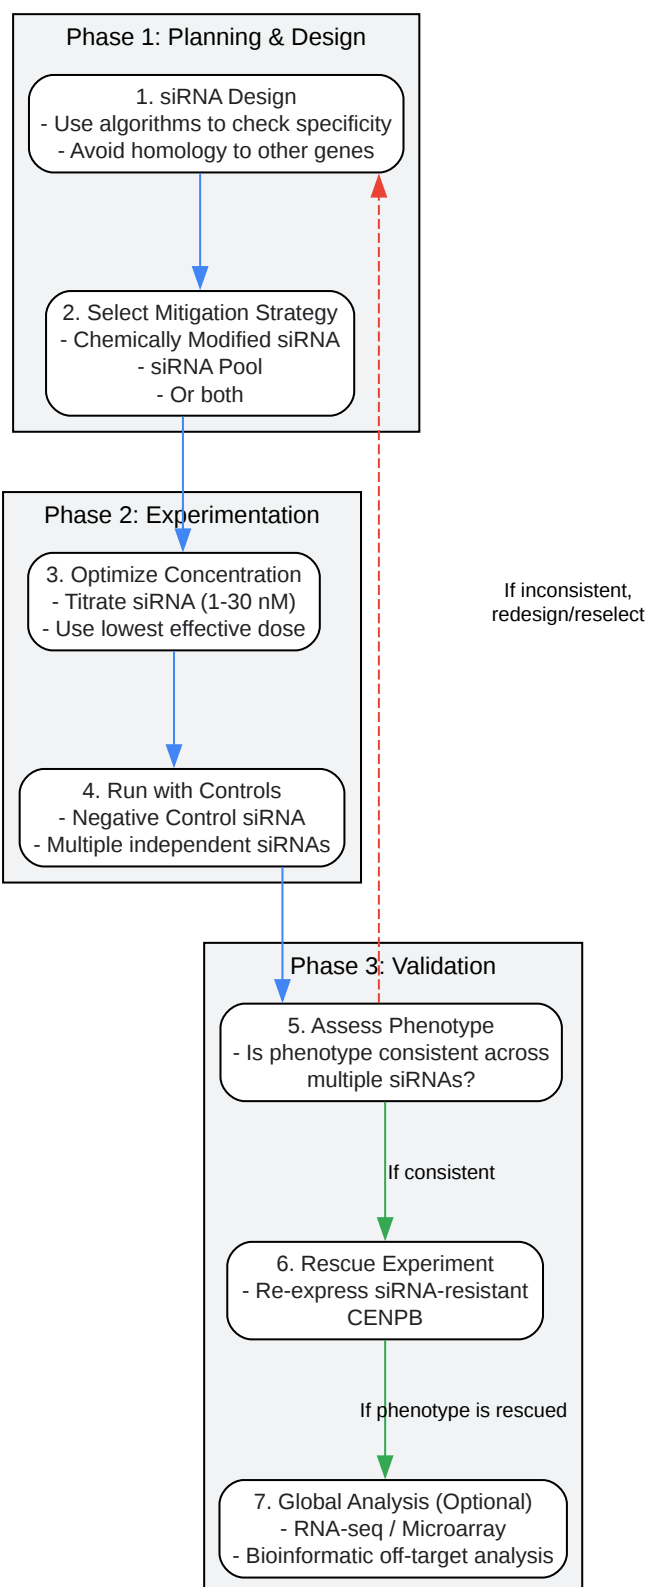 Phase 1: Planning & Design
1. siRNA Design
- Use algorithms to check specificity
- Avoid homology to other genes
2. Select Mitigation Strategy
- Chemically Modified siRNA
- siRNA Pool
- Or both
Phase 2: Experimentation
3. Optimize Concentration
- Titrate siRNA (1-30 nM)
- Use lowest effective dose
If inconsistent,
redesign/reselect
4. Run with Controls
- Negative Control siRNA
- Multiple independent siRNAs
Phase 3: Validation
5. Assess Phenotype
- Is phenotype consistent across
multiple siRNAs?
If consistent
6. Rescue Experiment
- Re-express siRNA-resistant
CENPB
If phenotype is rescued
7. Global Analysis (Optional)
- RNA-seq / Microarray
- Bioinformatic off-target analysis